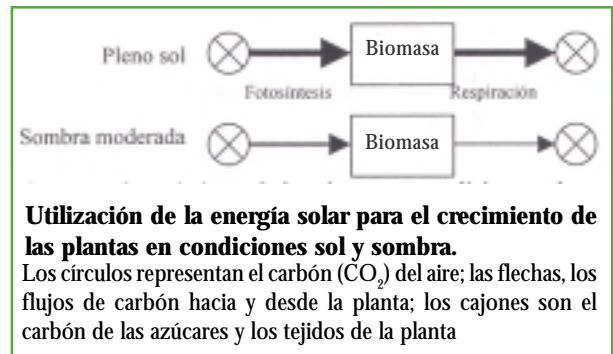 Pleno sol Biomasa
Fotosíntesis Respiración
Sombra moderada Biomasa
Utilización de la energía solar para el crecimiento de
las plantas en condiciones sol y sombra.
Los círculos representan el carbón (CO₂) del aire; las flechas, los
flujos de carbón hacia y desde la planta; los cajones son el
carbón de las azúcares y los tejidos de la planta